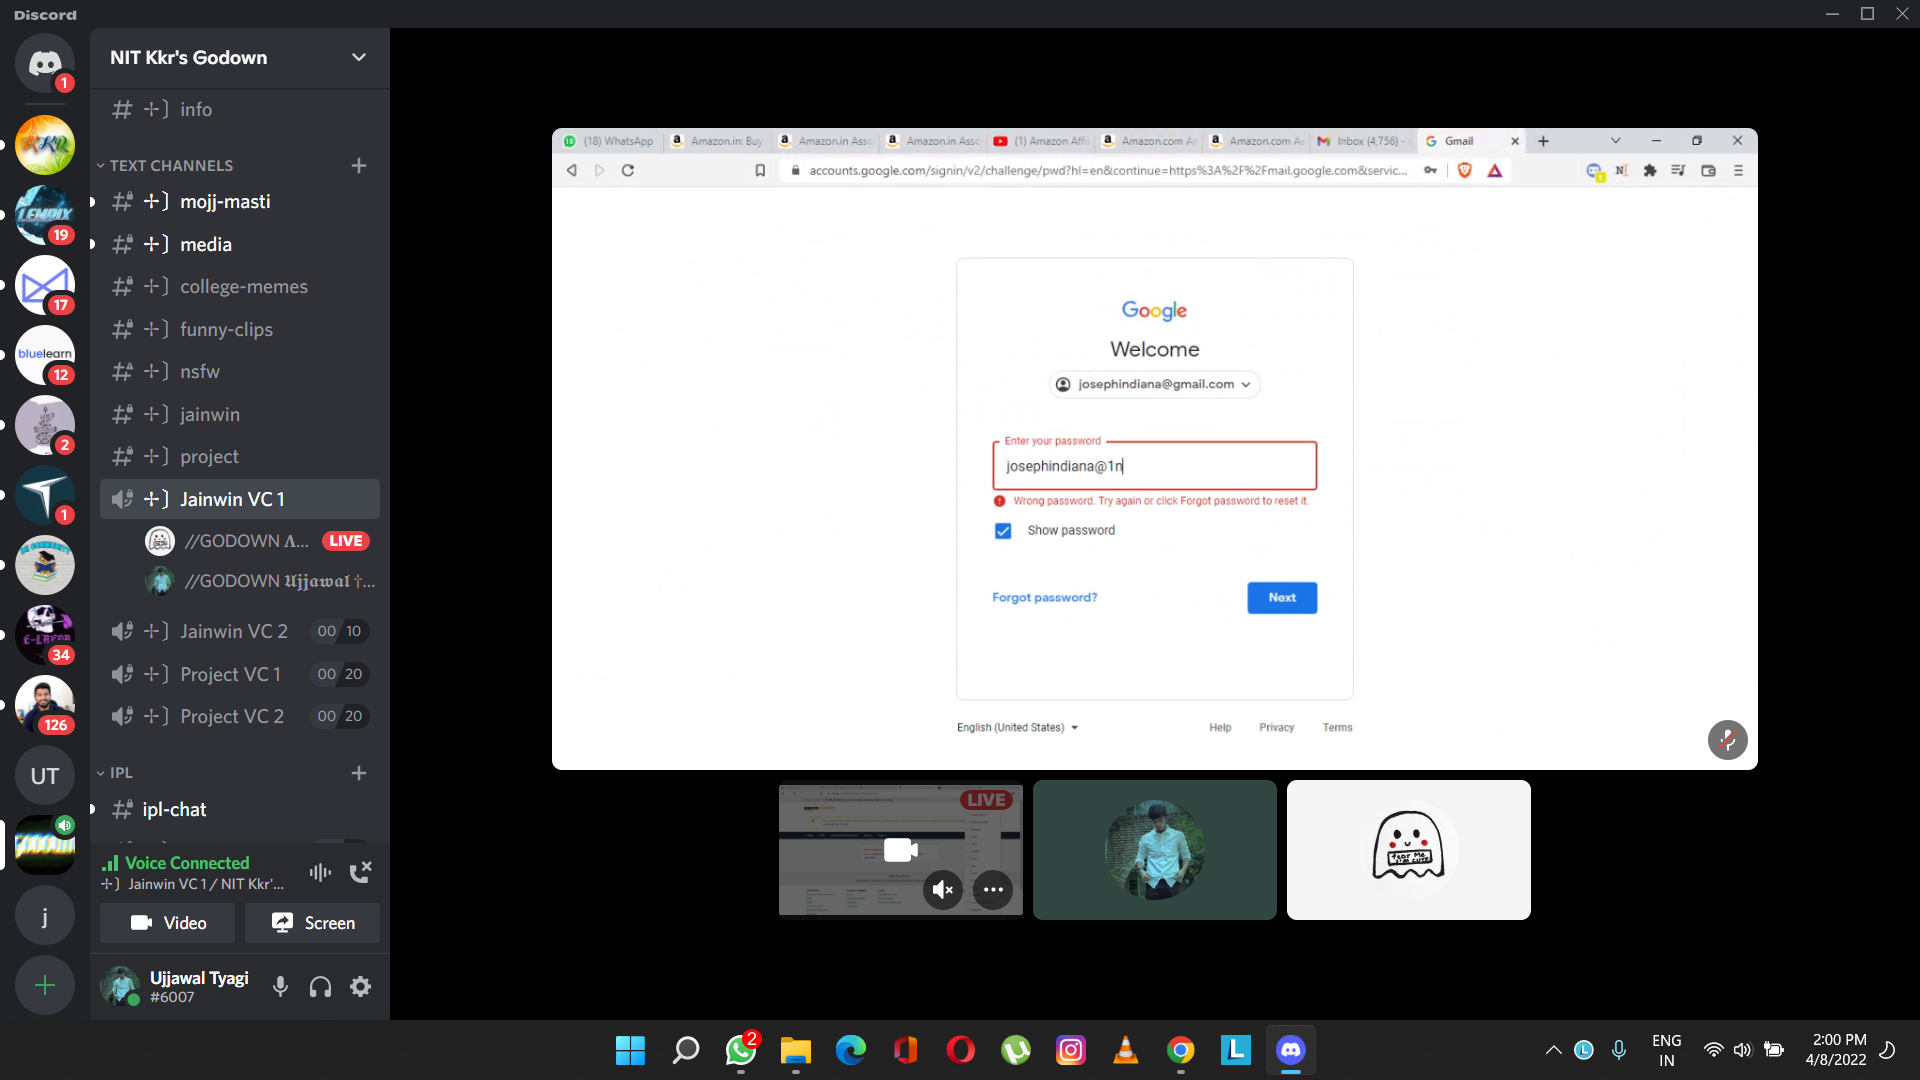 Discord
NIT Kkr's Godown
info
TEXT CHANNELS
mojj-masti
media
college-memes
funny-clips
nsfw
jainwin
project
Jainwin VC 1
//GODOWN Λ... LIVE
//GODOWN 𝖀𝖏𝖏𝖆𝖜𝖆𝖑 †...
Jainwin VC 2 00 10
Project VC 1 00 20
Project VC 2 00 20
IPL
ipl-chat
Voice Connected
Jainwin VC 1 / NIT Kkr'...
Video
Screen
Ujjawal Tyagi
#6007
1
KKR
LEMPIX
19
17
bluelearn
12
2
1
34
126
UT
j
(18) WhatsApp
Amazon.in: Buy
Amazon.in Asso
Amazon.in Asso
(1) Amazon Affi
Amazon.com As
Amazon.com As
Inbox (4,756) -
Gmail
accounts.google.com/signin/v2/challenge/pwd?hl=en&continue=https%3A%2F%2Fmail.google.com&servic...
Google
Welcome
josephindiana@gmail.com
Enter your password
josephindiana@1n
Wrong password. Try again or click Forgot password to reset it.
Show password
Forgot password?
Next
English (United States)
Help
Privacy
Terms
LIVE
fear me
I'm cute
2
ENG
IN
2:00 PM
4/8/2022